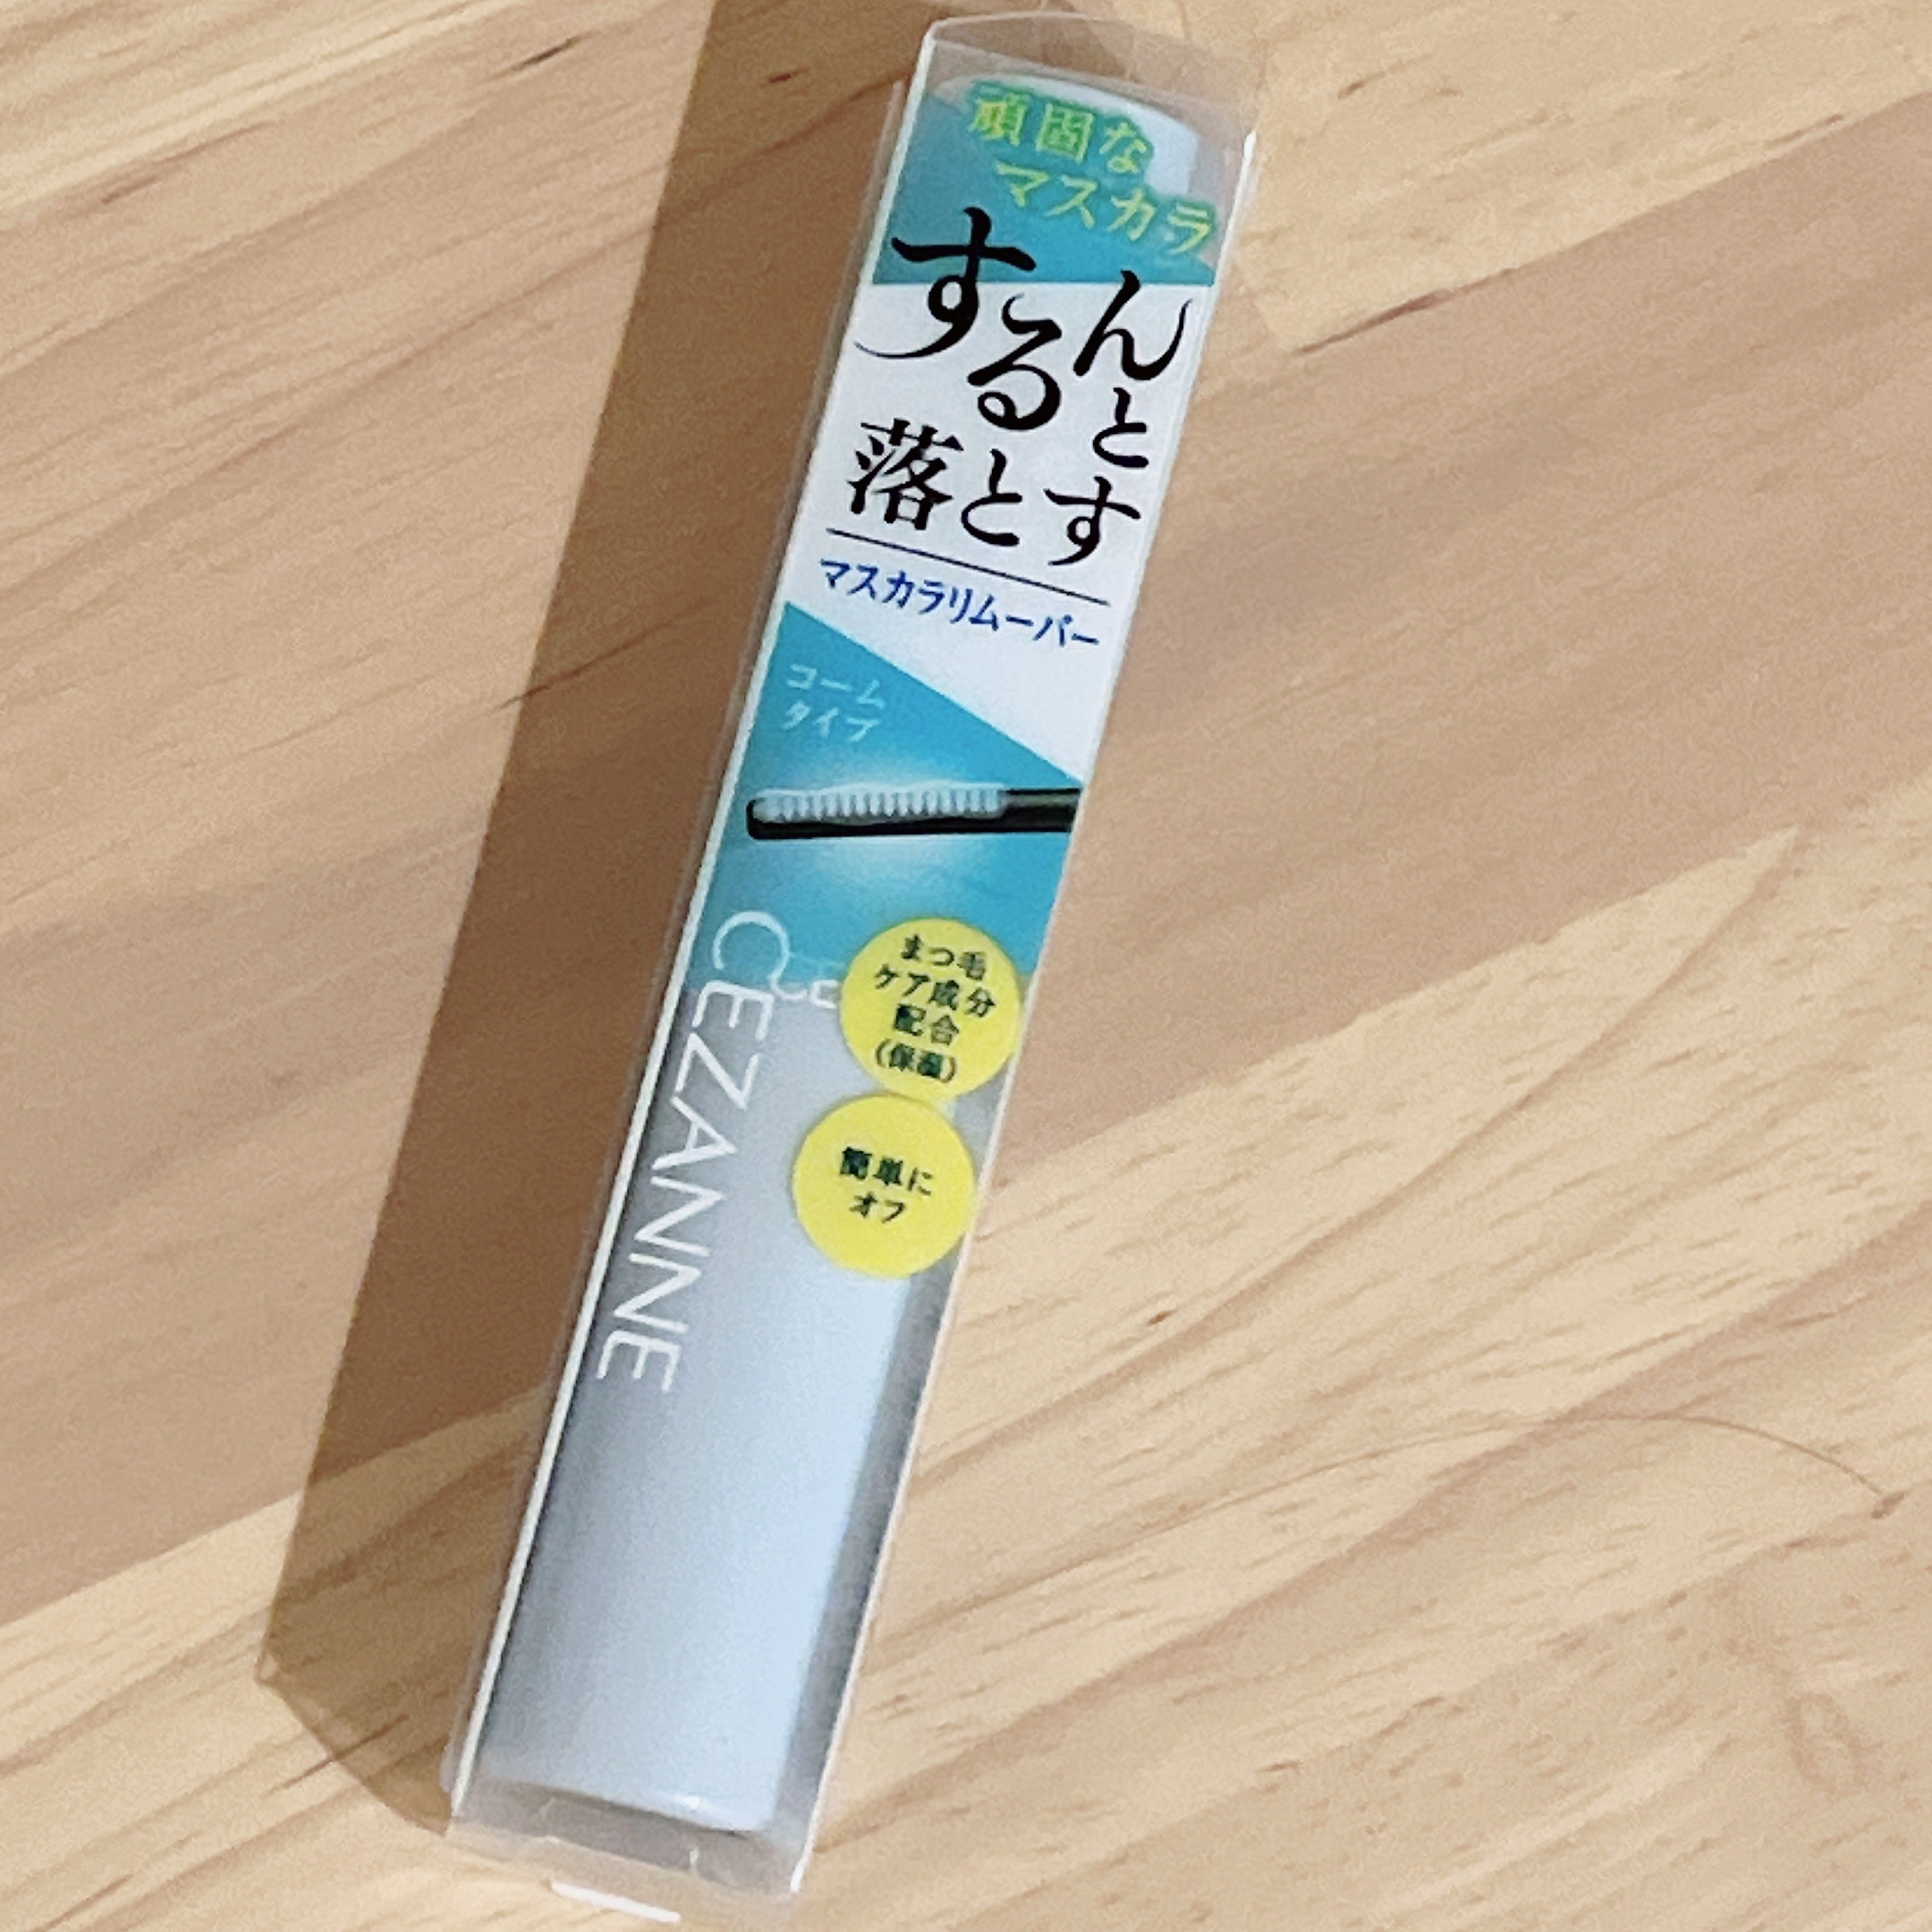 頑固な
マスカラ
するんと
落とす
マスカラリムーバー
コーム
タイプ
まつ毛
ケア成分
配合
(保湿)
簡単に
オフ
CEZANNE